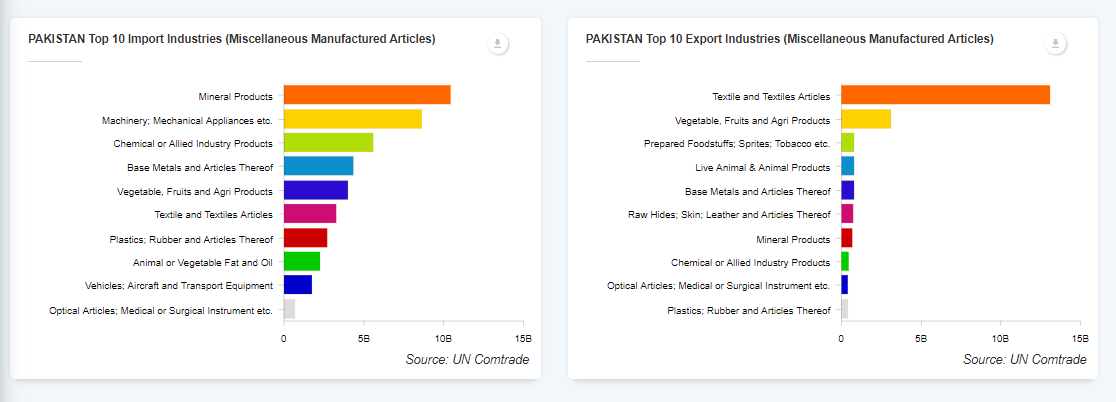 PAKISTAN Top 10 Import Industries (Miscellaneous Manufactured Articles)
Mineral Products
Machinery; Mechanical Appliances etc.
Chemical or Allied Industry Products
Base Metals and Articles Thereof
Vegetable, Fruits and Agri Products
Textile and Textiles Articles
Plastics; Rubber and Articles Thereof
Animal or Vegetable Fat and Oil
Vehicles; Aircraft and Transport Equipment
Optical Articles; Medical or Surgical Instrument etc.
0 5B 10B 15B
Source: UN Comtrade
PAKISTAN Top 10 Export Industries (Miscellaneous Manufactured Articles)
Textile and Textiles Articles
Vegetable, Fruits and Agri Products
Prepared Foodstuffs; Sprites; Tobacco etc.
Live Animal & Animal Products
Base Metals and Articles Thereof
Raw Hides; Skin; Leather and Articles Thereof
Mineral Products
Chemical or Allied Industry Products
Optical Articles; Medical or Surgical Instrument etc.
Plastics; Rubber and Articles Thereof
0 5B 10B 15B
Source: UN Comtrade